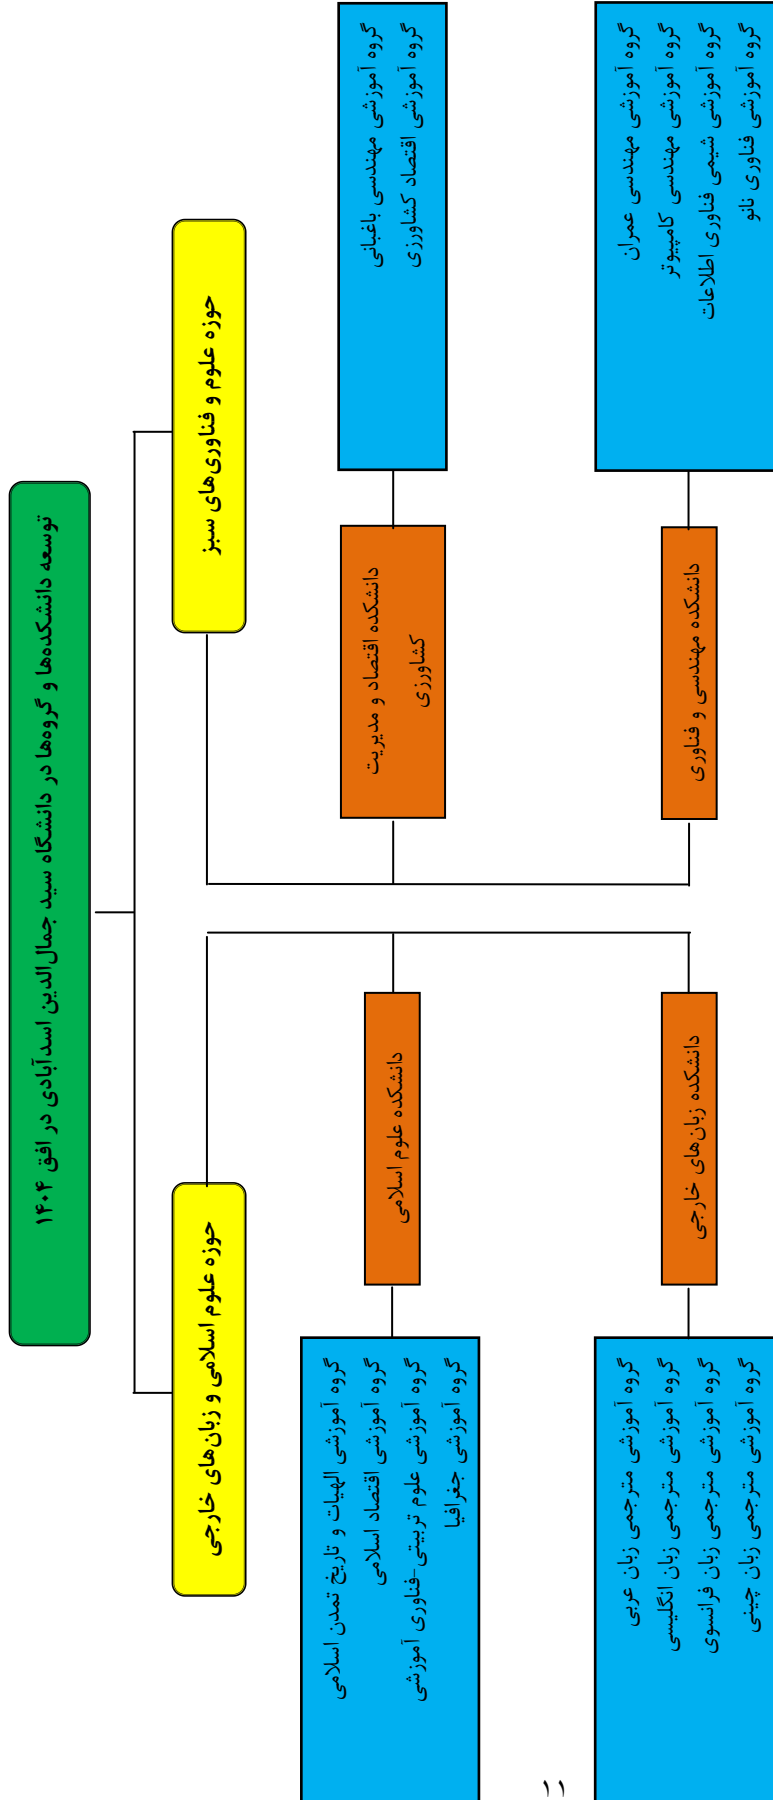 توسعه دانشکده‌ها و گروه‌ها در دانشگاه سید جمال‌الدین اسدآبادی در افق ۱۴۰۴
حوزه علوم و فناوری‌های سبز
حوزه علوم اسلامی و زبان‌های خارجی
دانشکده اقتصاد و مدیریت
کشاورزی
گروه آموزشی مهندسی باغبانی
گروه آموزشی اقتصاد کشاورزی
دانشکده مهندسی و فناوری
گروه آموزشی مهندسی عمران
گروه آموزشی مهندسی کامپیوتر
گروه آموزشی شیمی فناوری اطلاعات
گروه آموزشی فناوری نانو
دانشکده علوم اسلامی
گروه آموزشی الهیات و تاریخ تمدن اسلامی
گروه آموزشی اقتصاد اسلامی
گروه آموزشی علوم تربیتی-فناوری آموزشی
گروه آموزشی جغرافیا
دانشکده زبان‌های خارجی
گروه آموزشی مترجمی زبان عربی
گروه آموزشی مترجمی زبان انگلیسی
گروه آموزشی مترجمی زبان فرانسوی
گروه آموزشی مترجمی زبان چینی
۱۱